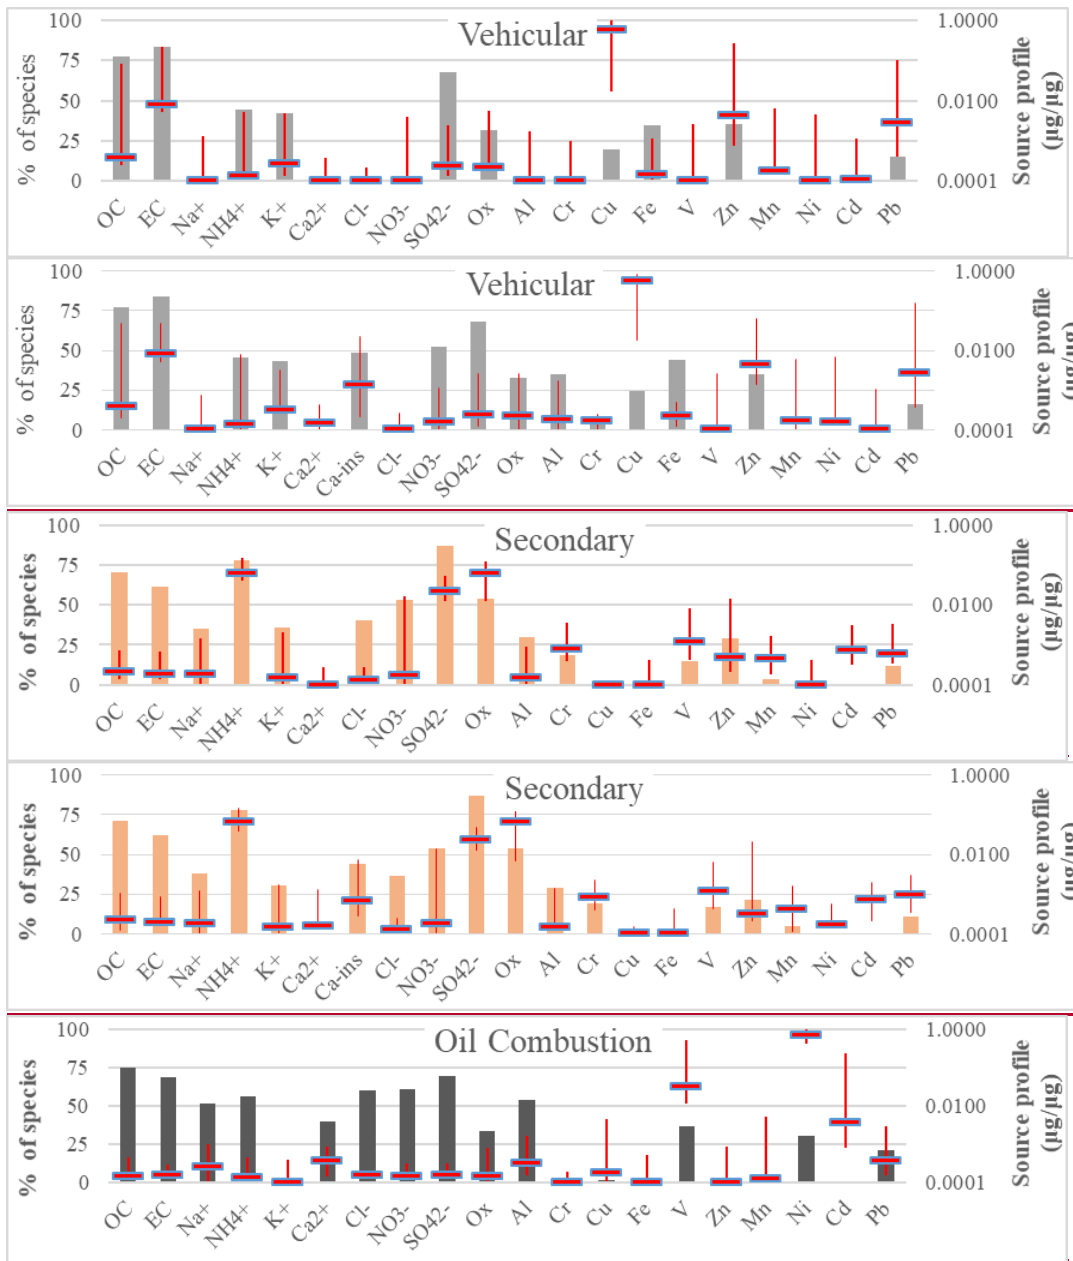 Vehicular
% of species
100
75
50
25
0
1.0000
0.0100
0.0001
Source profile
(µg/µg)
OC EC Na+ NH4+ K+ Ca2+ Cl- NO3- SO42- Ox Al Cr Cu Fe V Zn Mn Ni Cd Pb
Vehicular
% of species
100
75
50
25
0
1.0000
0.0100
0.0001
Source profile
(µg/µg)
OC EC Na+ NH4+ K+ Ca2+ Ca-ins Cl- NO3- SO42- Ox Al Cr Cu Fe V Zn Mn Ni Cd Pb
Secondary
% of species
100
75
50
25
0
1.0000
0.0100
0.0001
Source profile
(µg/µg)
OC EC Na+ NH4+ K+ Ca2+ Cl- NO3- SO42- Ox Al Cr Cu Fe V Zn Mn Ni Cd Pb
Secondary
% of species
100
75
50
25
0
1.0000
0.0100
0.0001
Source profile
(µg/µg)
OC EC Na+ NH4+ K+ Ca2+ Ca-ins Cl- NO3- SO42- Ox Al Cr Cu Fe V Zn Mn Ni Cd Pb
Oil Combustion
% of species
100
75
50
25
0
1.0000
0.0100
0.0001
Source profile
(µg/µg)
OC EC Na+ NH4+ K+ Ca2+ Cl- NO3- SO42- Ox Al Cr Cu Fe V Zn Mn Ni Cd Pb